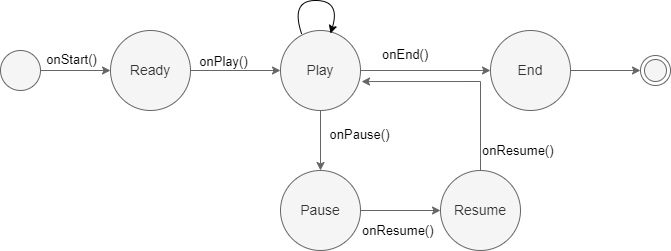 onStart()
Ready
onPlay()
Play
onEnd()
End
onPause()
onResume()
Pause
onResume()
Resume